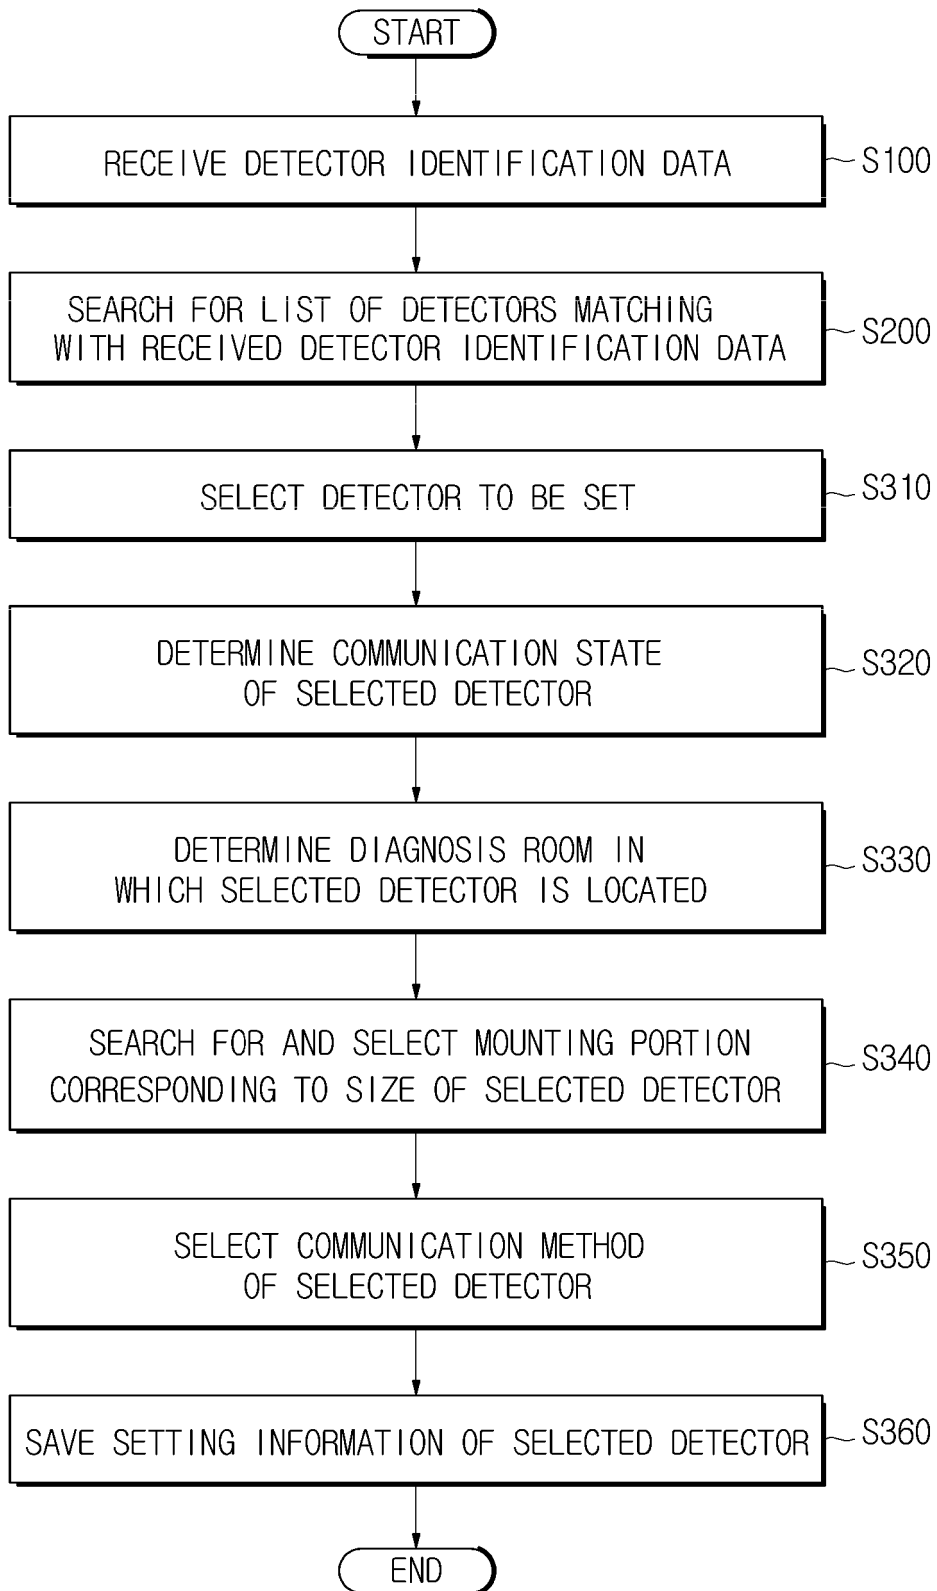 START
RECEIVE DETECTOR IDENTIFICATION DATA
S100
SEARCH FOR LIST OF DETECTORS MATCHING
WITH RECEIVED DETECTOR IDENTIFICATION DATA
S200
SELECT DETECTOR TO BE SET
S310
DETERMINE COMMUNICATION STATE
OF SELECTED DETECTOR
S320
DETERMINE DIAGNOSIS ROOM IN
WHICH SELECTED DETECTOR IS LOCATED
S330
SEARCH FOR AND SELECT MOUNTING PORTION
CORRESPONDING TO SIZE OF SELECTED DETECTOR
S340
SELECT COMMUNICATION METHOD
OF SELECTED DETECTOR
S350
SAVE SETTING INFORMATION OF SELECTED DETECTOR
S360
END